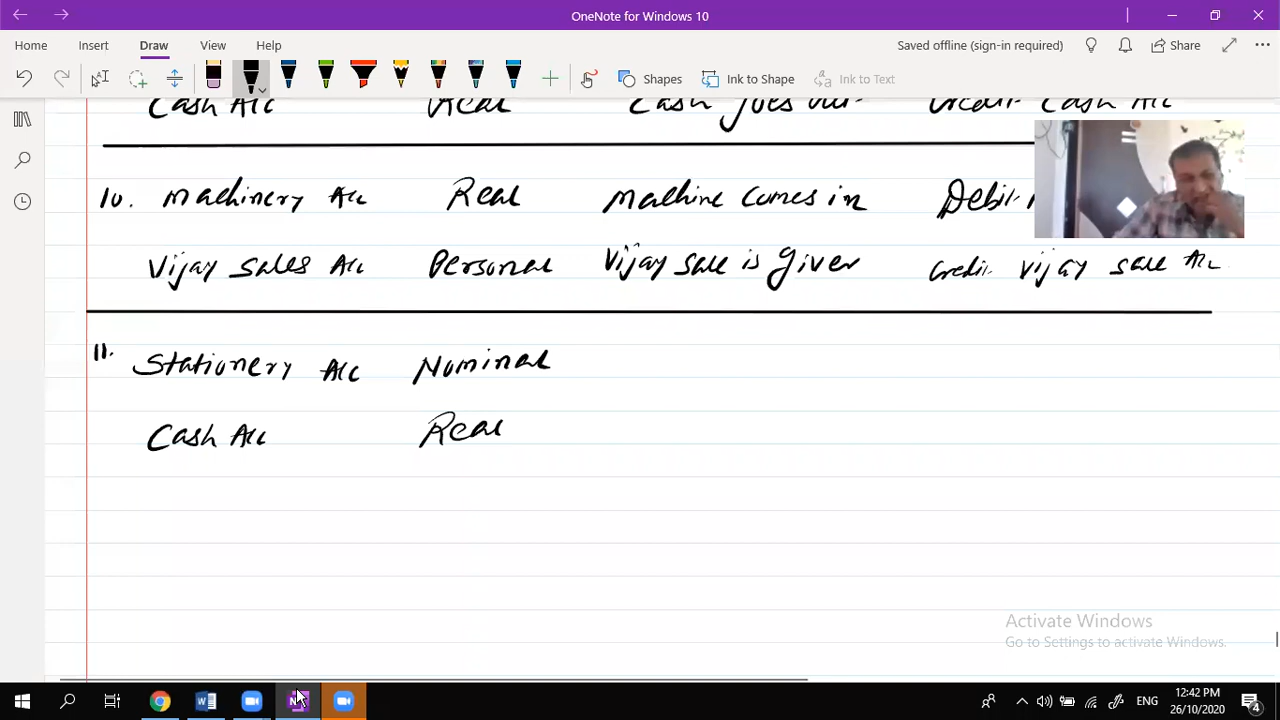 OneNote for Windows 10
Home Insert Draw View Help
Saved offline (sign-in required) Share
Shapes Ink to Shape Ink to Text
Cash A/c Real Cash goes out Credit Cash A/c
10. Machinery A/c Real Machine comes in Debit
Vijay Sales A/c Personal Vijay Sale is Giver Credit Vijay Sale A/c
11. Stationery A/c Nominal
Cash A/c Real
Activate Windows
Go to Settings to activate Windows.
ENG 12:42 PM
26/10/2020
4